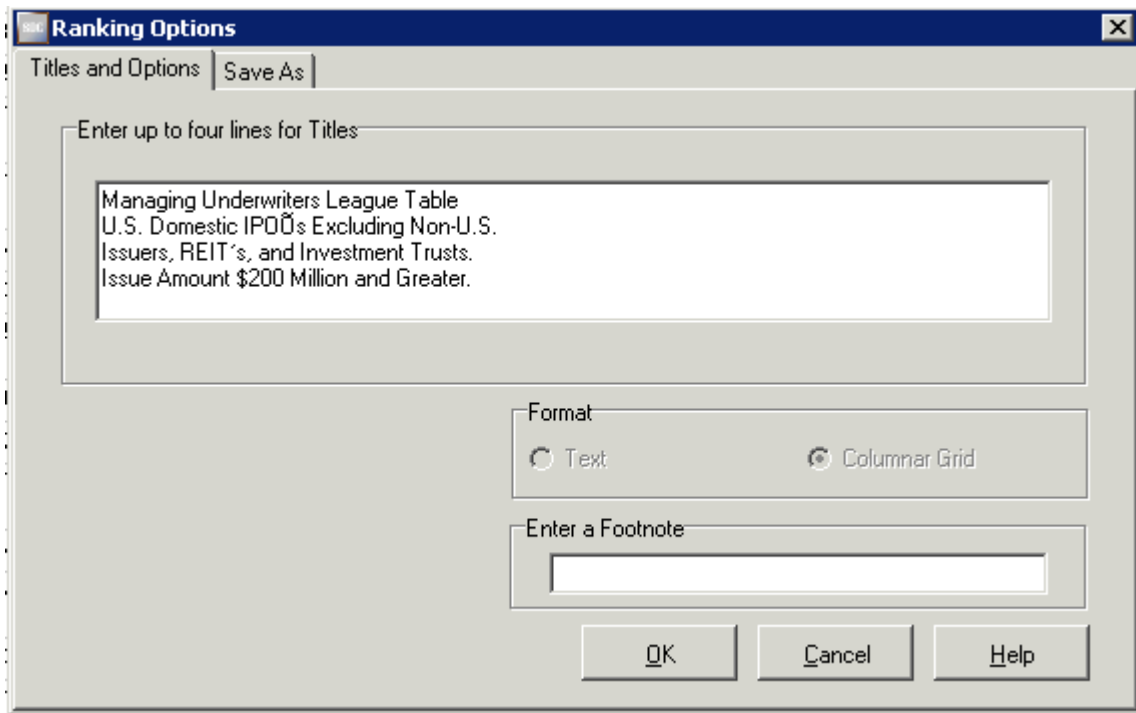 SDC Ranking Options
Titles and Options
Save As
Enter up to four lines for Titles
Managing Underwriters League Table
U.S. Domestic IPOÕs Excluding Non-U.S.
Issuers, REIT´s, and Investment Trusts.
Issue Amount $200 Million and Greater.
Format
Text
Columnar Grid
Enter a Footnote
OK
Cancel
Help